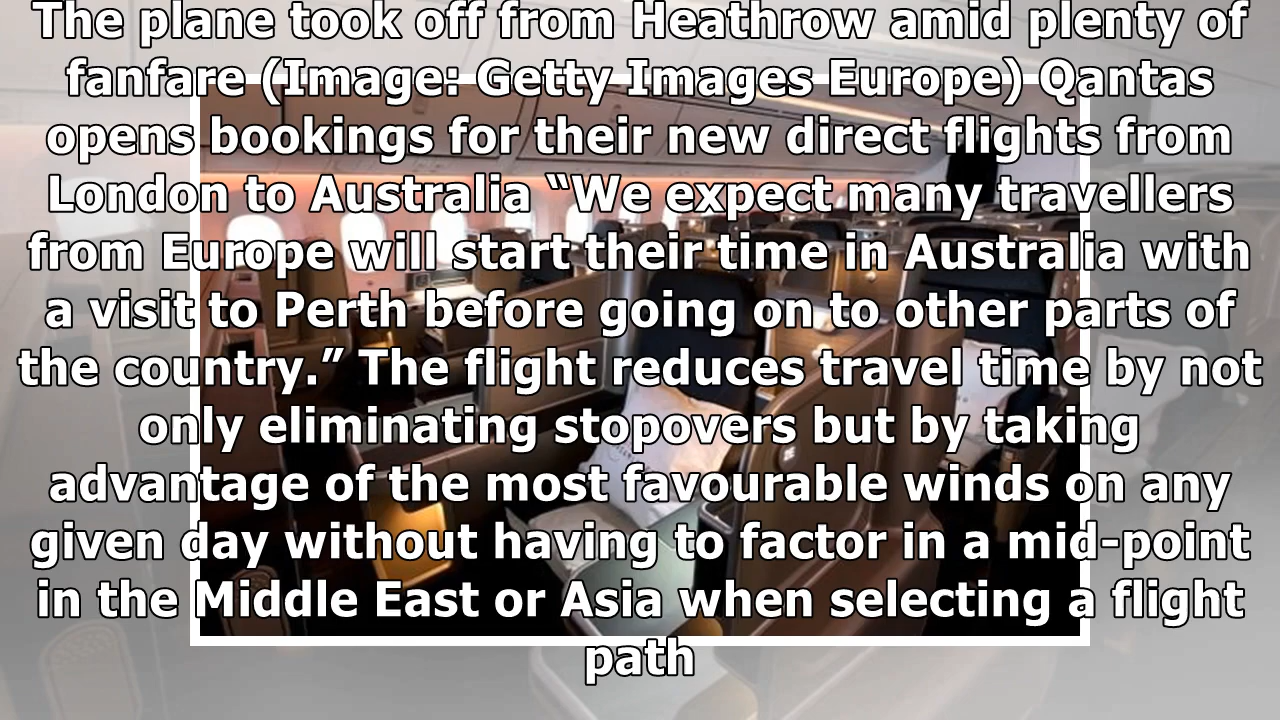 The plane took off from Heathrow amid plenty of
fanfare (Image: Getty Images Europe) Qantas
opens bookings for their new direct flights from
London to Australia “We expect many travellers
from Europe will start their time in Australia with
a visit to Perth before going on to other parts of
the country.” The flight reduces travel time by not
only eliminating stopovers but by taking
advantage of the most favourable winds on any
given day without having to factor in a mid-point
in the Middle East or Asia when selecting a flight
path